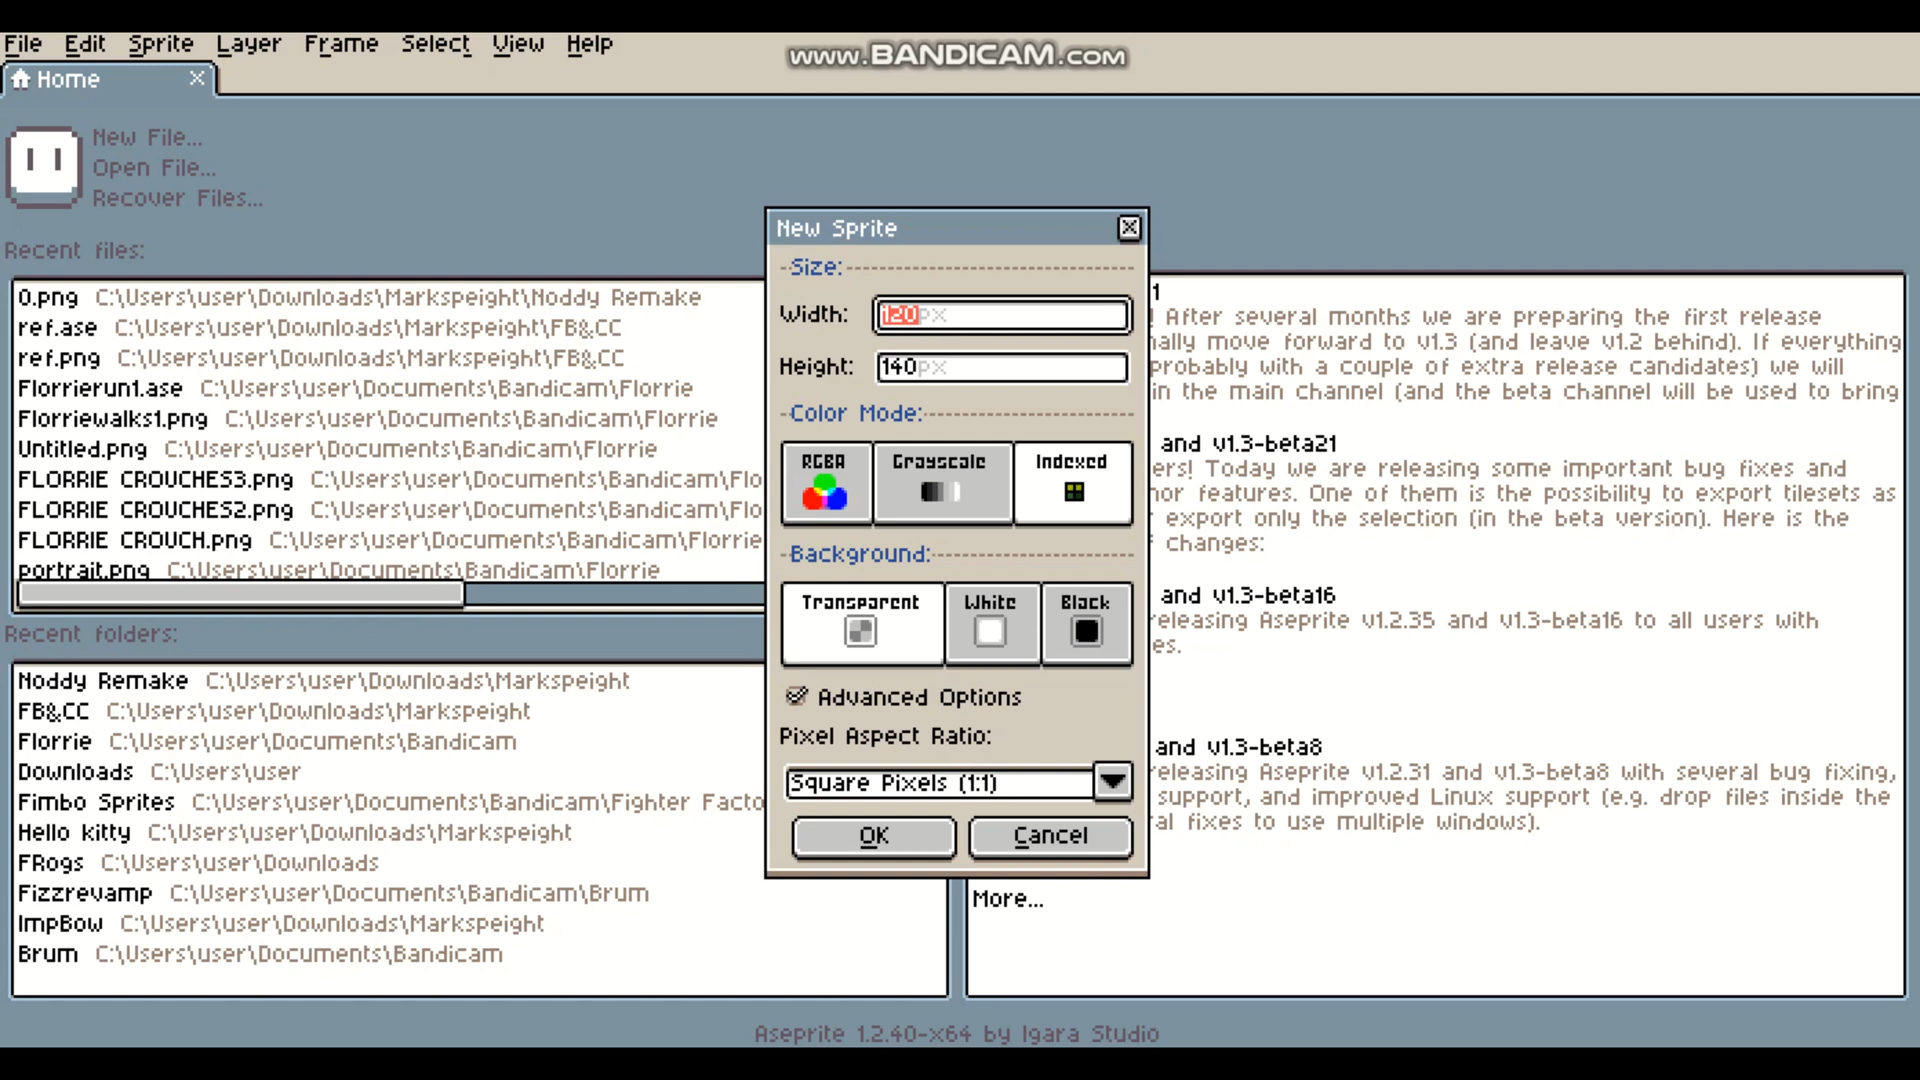 File Edit Sprite Layer Frame Select View Help
www.BANDICAM.com
Home
New File...
Open File...
Recover Files...
Recent files:
0.png C:\Users\user\Downloads\Markspeight\Noddy Remake
ref.ase C:\Users\user\Downloads\Markspeight\FB&CC
ref.png C:\Users\user\Downloads\Markspeight\FB&CC
Florrierun1.ase C:\Users\user\Documents\Bandicam\Florrie
Florriewalks1.png C:\Users\user\Documents\Bandicam\Florrie
Untitled.png C:\Users\user\Documents\Bandicam\Florrie
FLORRIE CROUCHES3.png C:\Users\user\Documents\Bandicam\Flo
FLORRIE CROUCHES2.png C:\Users\user\Documents\Bandicam\Flo
FLORRIE CROUCH.png C:\Users\user\Documents\Bandicam\Florrie
portrait.png C:\Users\user\Documents\Bandicam\Florrie
Recent folders:
Noddy Remake C:\Users\user\Downloads\Markspeight
FB&CC C:\Users\user\Downloads\Markspeight
Florrie C:\Users\user\Documents\Bandicam
Downloads C:\Users\user
Fimbo Sprites C:\Users\user\Documents\Bandicam\Fighter Facto
Hello kitty C:\Users\user\Downloads\Markspeight
FRogs C:\Users\user\Downloads
Fizzrevamp C:\Users\user\Documents\Bandicam\Brum
ImpBow C:\Users\user\Downloads\Markspeight
Brum C:\Users\user\Documents\Bandicam
New Sprite
Size:
Width: 120px
Height: 140px
Color Mode:
RGBA Grayscale Indexed
Background:
Transparent White Black
Advanced Options
Pixel Aspect Ratio:
Square Pixels (1:1)
OK Cancel
1
! After several months we are preparing the first release
nally move forward to v1.3 (and leave v1.2 behind). If everything
probably with a couple of extra release candidates) we will
in the main channel (and the beta channel will be used to bring
and v1.3-beta21
ers! Today we are releasing some important bug fixes and
nor features. One of them is the possibility to export tilesets as
export only the selection (in the beta version). Here is the
changes:
and v1.3-beta16
eleasing Aseprite v1.2.35 and v1.3-beta16 to all users with
es.
and v1.3-beta8
eleasing Aseprite v1.2.31 and v1.3-beta8 with several bug fixing,
support, and improved Linux support (e.g. drop files inside the
al fixes to use multiple windows).
More...
Aseprite 1.2.40-x64 by Igara Studio